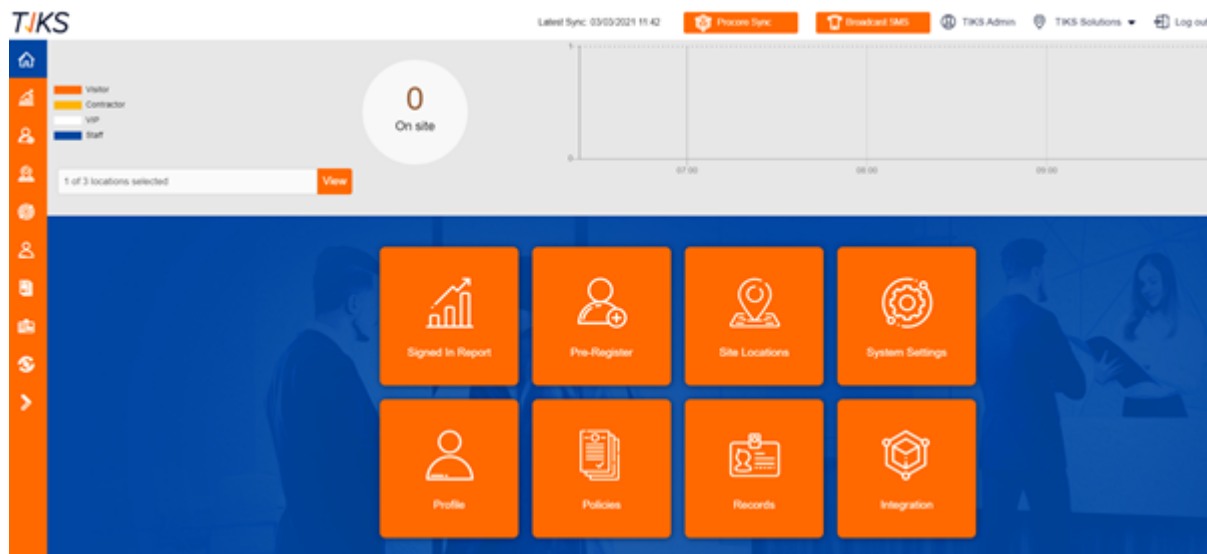 TIKS
Latest Sync: 03/03/2021 11:42
Procore Sync
Broadcast SMS
TIKS Admin
TIKS Solutions
Log out
Visitor
Contractor
VIP
Staff
0
On site
1 of 3 locations selected
View
1
0
07:00
08:00
09:00
Signed In Report
Pre-Register
Site Locations
System Settings
Profile
Policies
Records
Integration